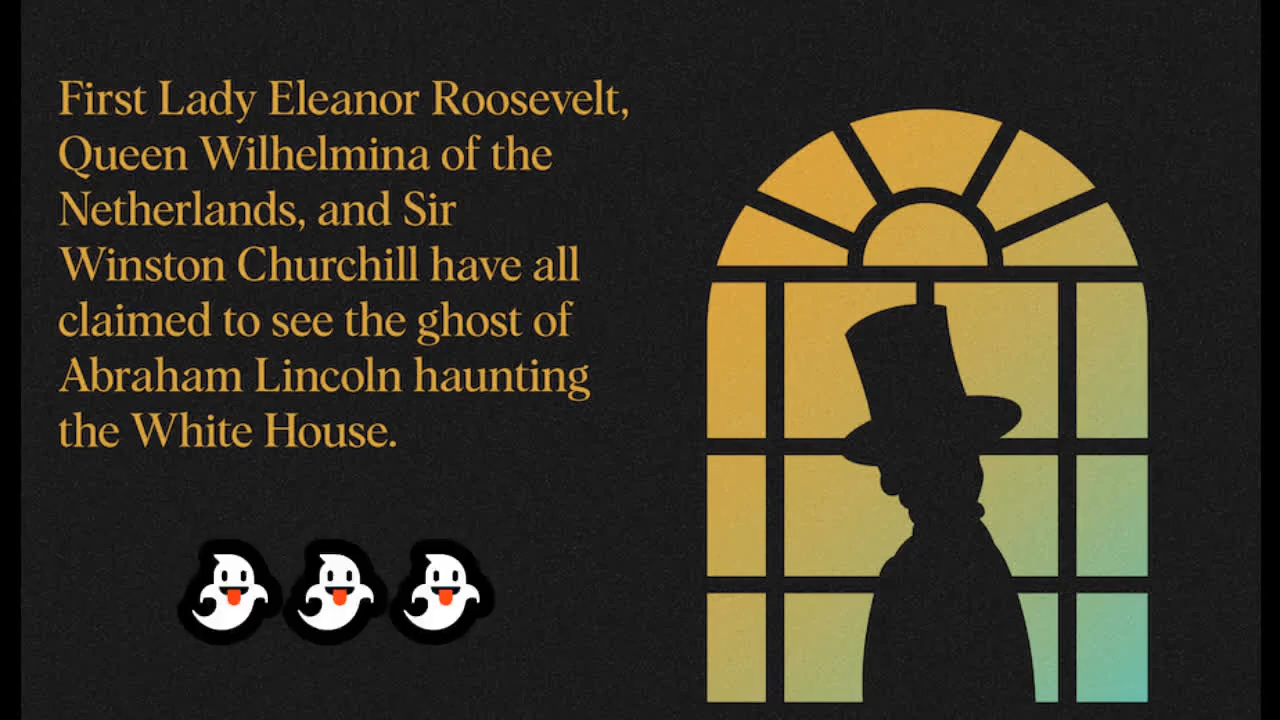 First Lady Eleanor Roosevelt,
Queen Wilhelmina of the
Netherlands, and Sir
Winston Churchill have all
claimed to see the ghost of
Abraham Lincoln haunting
the White House.